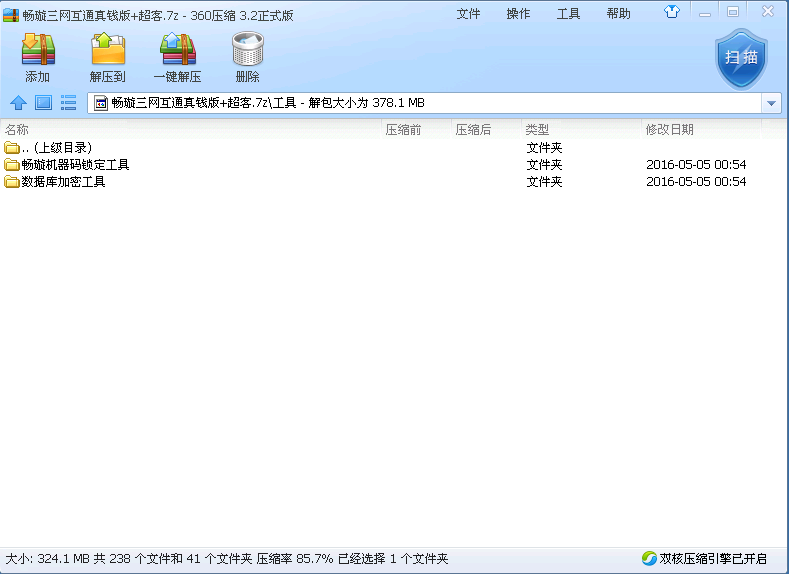 畅璇三网互通真钱版+超客.7z - 360压缩 3.2正式版
文件 操作 工具 帮助
添加 解压到 一键解压 删除
扫描
畅璇三网互通真钱版+超客.7z\工具 - 解包大小为 378.1 MB
名称 压缩前 压缩后 类型 修改日期
.. (上级目录) 文件夹
畅璇机器码锁定工具 文件夹 2016-05-05 00:54
数据库加密工具 文件夹 2016-05-05 00:54
大小: 324.1 MB 共 238 个文件和 41 个文件夹 压缩率 85.7% 已经选择 1 个文件夹 双核压缩引擎已开启